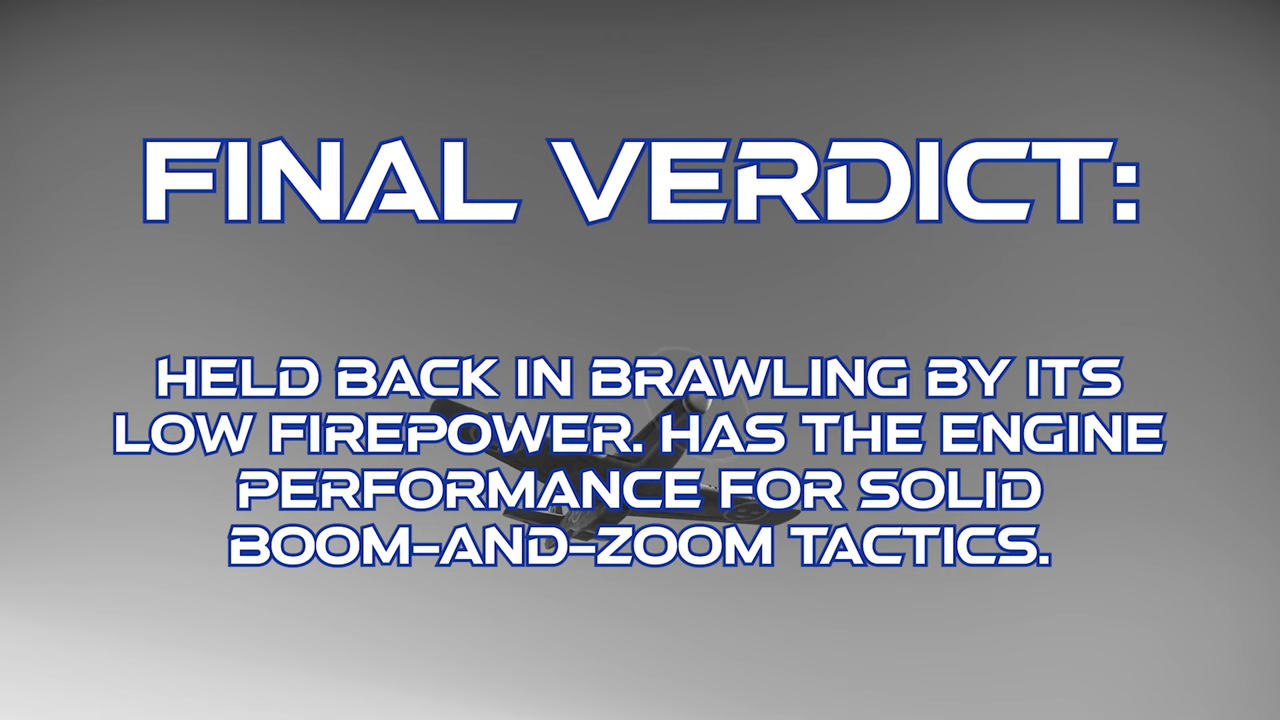 FINAL VERDICT:
HELD BACK IN BRAWLING BY ITS
LOW FIREPOWER. HAS THE ENGINE
PERFORMANCE FOR SOLID
BOOM-AND-ZOOM TACTICS.